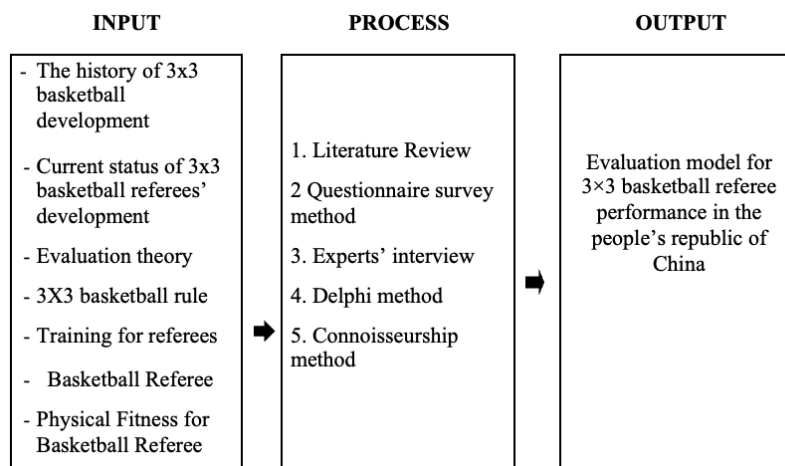 INPUT
PROCESS
OUTPUT
- The history of 3x3
basketball
development
- Current status of 3x3
basketball referees’
development
- Evaluation theory
- 3X3 basketball rule
- Training for referees
- Basketball Referee
- Physical Fitness for
Basketball Referee
1. Literature Review
2 Questionnaire survey
method
3. Experts’ interview
4. Delphi method
5. Connoisseurship
method
Evaluation model for
3×3 basketball referee
performance in the
people’s republic of
China